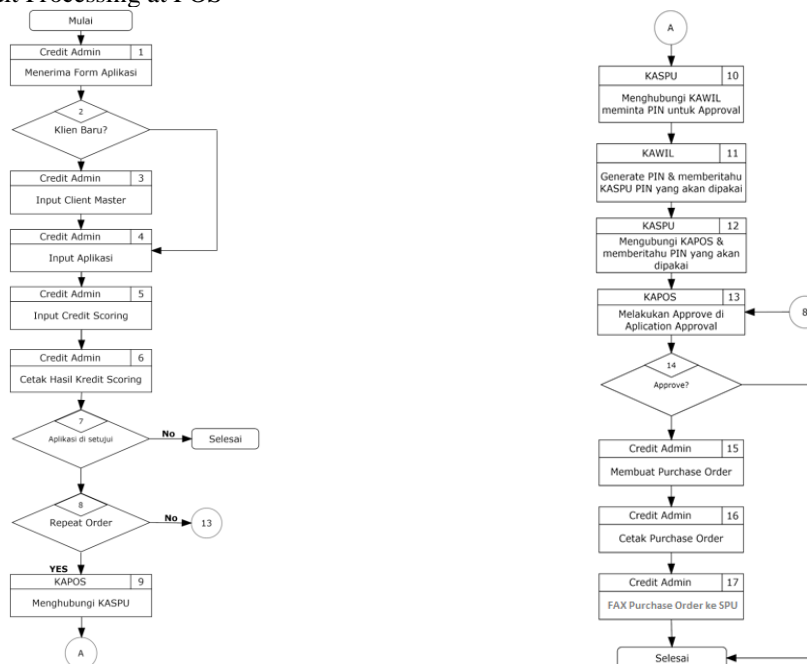 Processing at POS
Mulai
Credit Admin 1
Menerima Form Aplikasi
2
Klien Baru?
Credit Admin 3
Input Client Master
Credit Admin 4
Input Aplikasi
Credit Admin 5
Input Credit Scoring
Credit Admin 6
Cetak Hasil Kredit Scoring
7
Aplikasi di setujui
No
Selesai
8
Repeat Order
No
13
YES
KAPOS 9
Menghubungi KASPU
A
A
KASPU 10
Menghubungi KAWIL
meminta PIN untuk Approval
KAWIL 11
Generate PIN & memberitahu
KASPU PIN yang akan dipakai
KASPU 12
Mengubungi KAPOS &
memberitahu PIN yang akan
dipakai
KAPOS 13
Melakukan Approve di
Aplication Approval
8
14
Approve?
Credit Admin 15
Membuat Purchase Order
Credit Admin 16
Cetak Purchase Order
Credit Admin 17
FAX Purchase Order ke SPU
Selesai